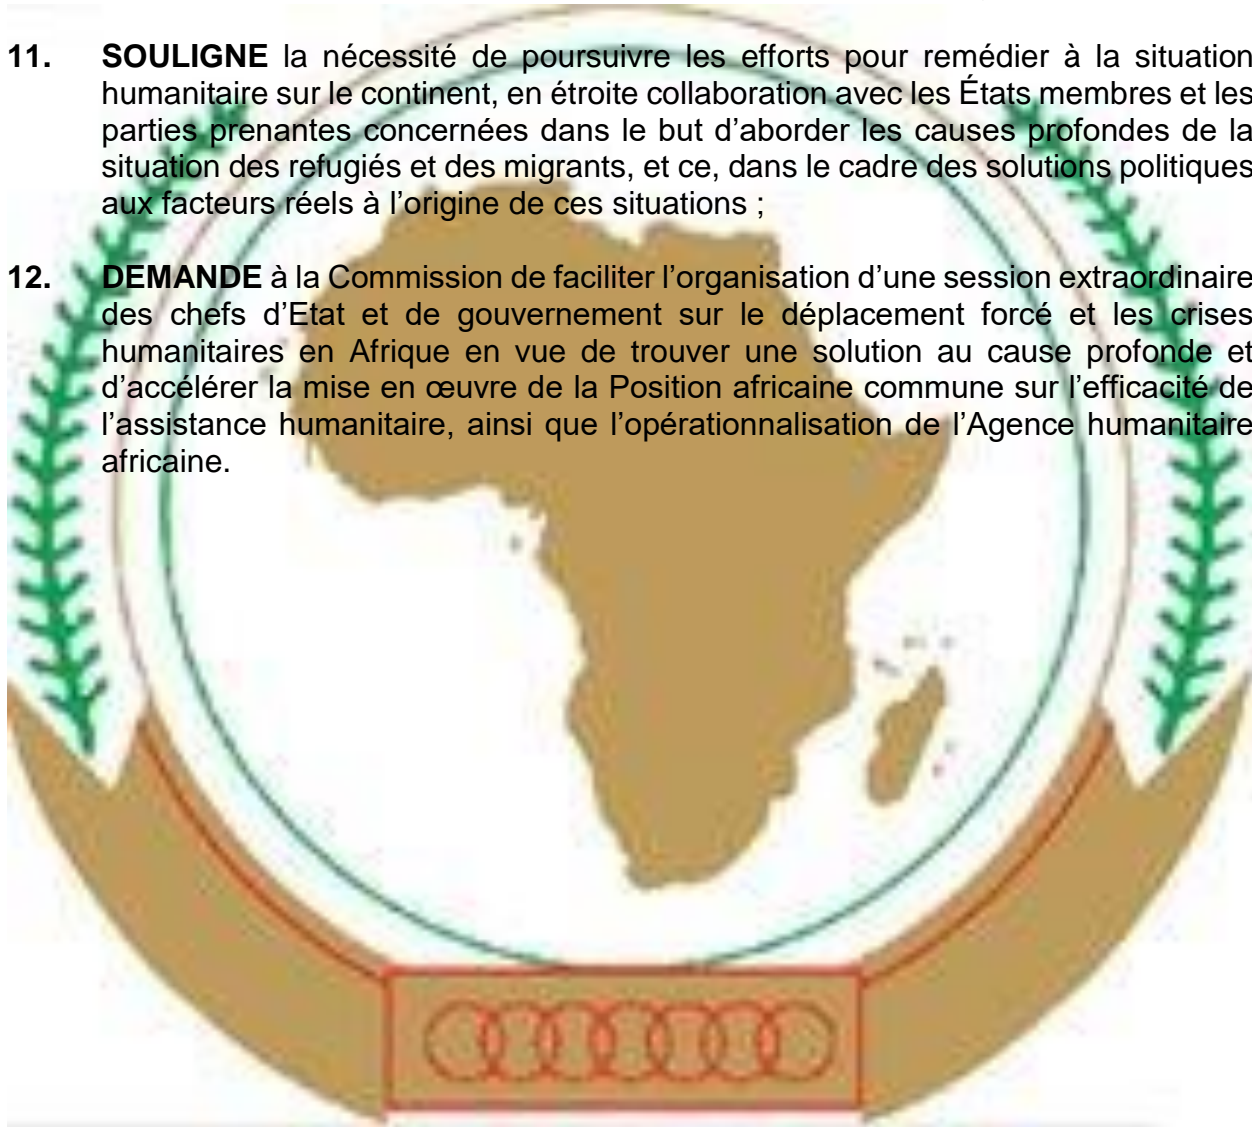 11. SOULIGNE la nécessité de poursuivre les efforts pour remédier à la situation
humanitaire sur le continent, en étroite collaboration avec les États membres et les
parties prenantes concernées dans le but d’aborder les causes profondes de la
situation des refugiés et des migrants, et ce, dans le cadre des solutions politiques
aux facteurs réels à l’origine de ces situations ;
12. DEMANDE à la Commission de faciliter l’organisation d’une session extraordinaire
des chefs d’Etat et de gouvernement sur le déplacement forcé et les crises
humanitaires en Afrique en vue de trouver une solution au cause profonde et
d’accélérer la mise en œuvre de la Position africaine commune sur l’efficacité de
l’assistance humanitaire, ainsi que l’opérationnalisation de l’Agence humanitaire
africaine.